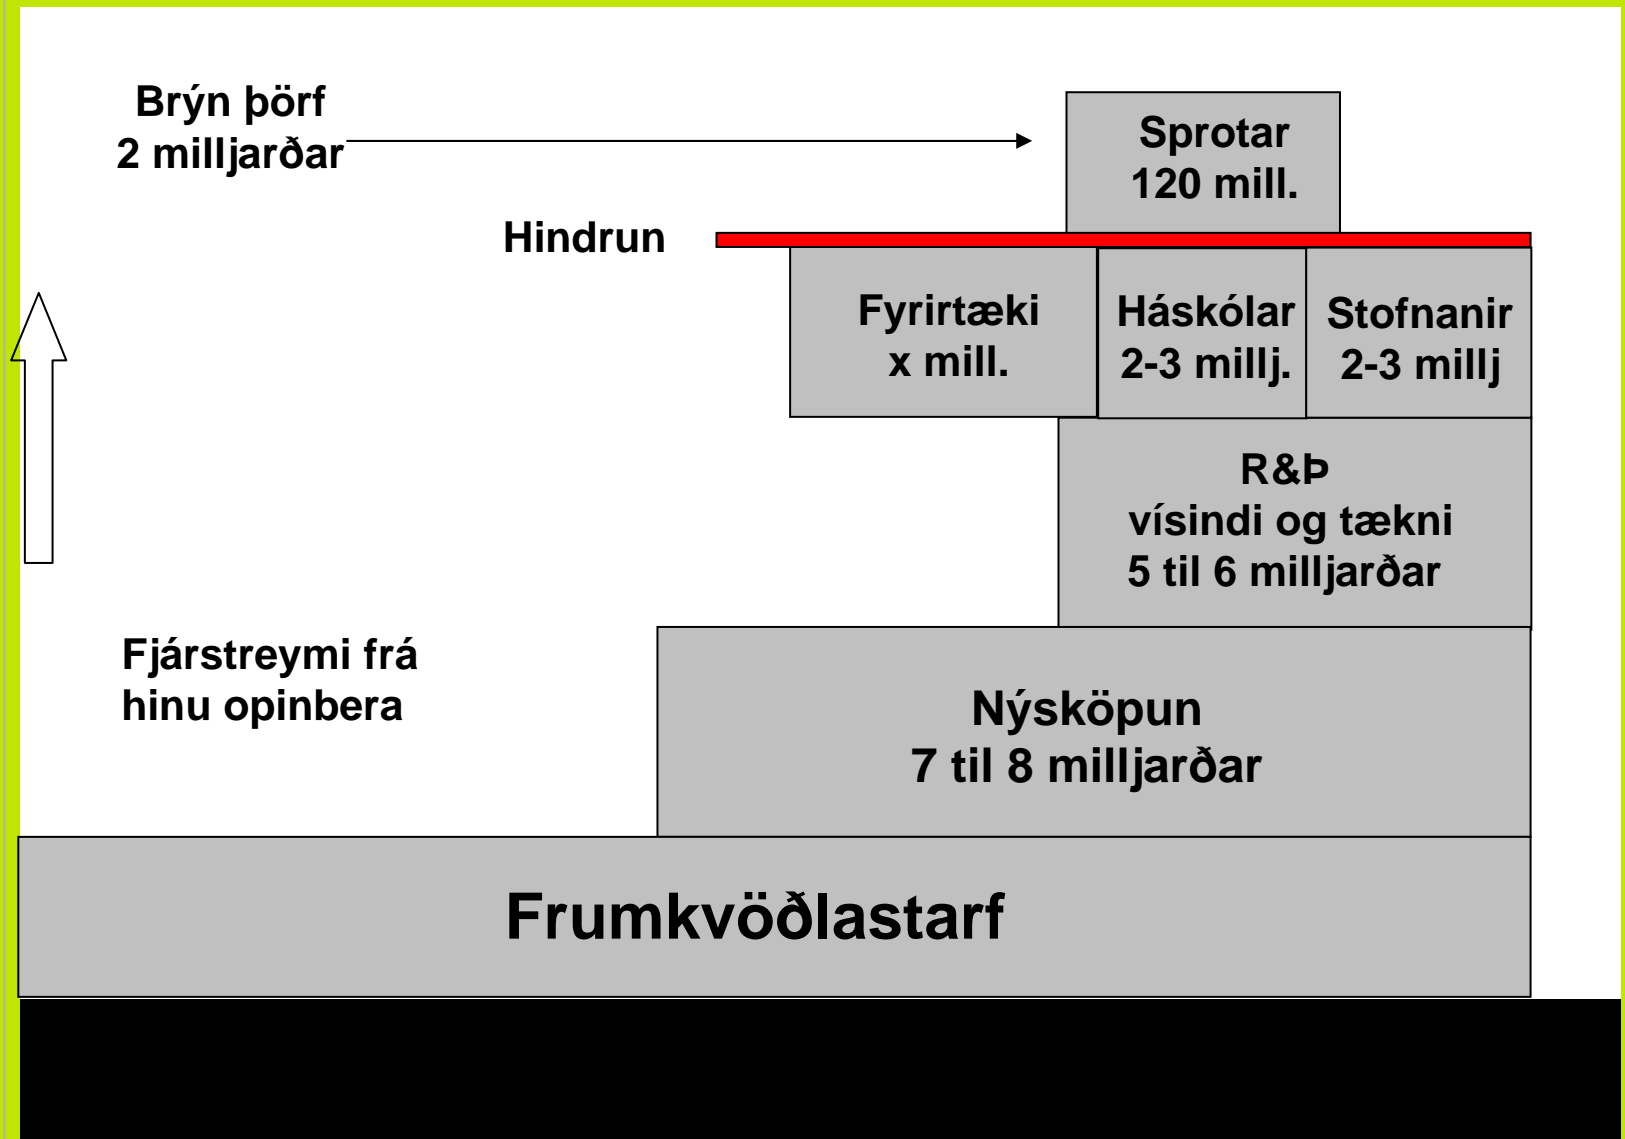 Brýn þörf
2 milljarðar
Sprotar
120 mill.
Hindrun
Fyrirtæki
x mill.
Háskólar
2-3 millj.
Stofnanir
2-3 millj
R&Þ
vísindi og tækni
5 til 6 milljarðar
Fjárstreymi frá
hinu opinbera
Nýsköpun
7 til 8 milljarðar
Frumkvöðlastarf